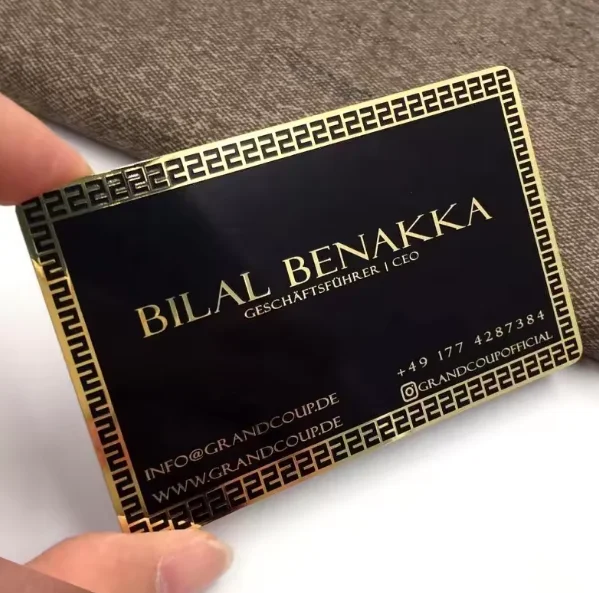 BILAL BENAKKA
GESCHÄFTSFÜHRER | CEO
+49 177 4287384
GRANDCOUPOFFICIAL
INFO@GRANDCOUP.DE
WWW.GRANDCOUP.DE